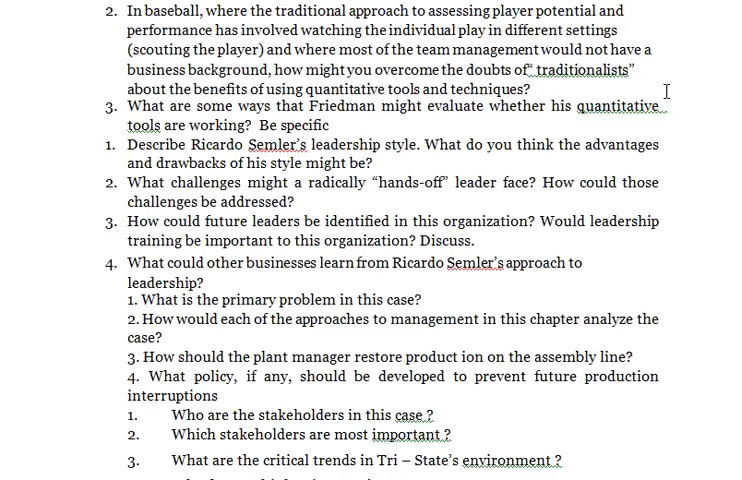 2. In baseball, where the traditional approach to assessing player potential and
performance has involved watching the individual play in different settings
(scouting the player) and where most of the team management would not have a
business background, how might you overcome the doubts of“ traditionalists”
about the benefits of using quantitative tools and techniques?
3. What are some ways that Friedman might evaluate whether his quantitative
tools are working? Be specific
1. Describe Ricardo Semler’s leadership style. What do you think the advantages
and drawbacks of his style might be?
2. What challenges might a radically “hands-off” leader face? How could those
challenges be addressed?
3. How could future leaders be identified in this organization? Would leadership
training be important to this organization? Discuss.
4. What could other businesses learn from Ricardo Semler’s approach to
leadership?
1. What is the primary problem in this case?
2. How would each of the approaches to management in this chapter analyze the
case?
3. How should the plant manager restore product ion on the assembly line?
4. What policy, if any, should be developed to prevent future production
interruptions
1. Who are the stakeholders in this case ?
2. Which stakeholders are most important ?
3. What are the critical trends in Tri – State’s environment ?